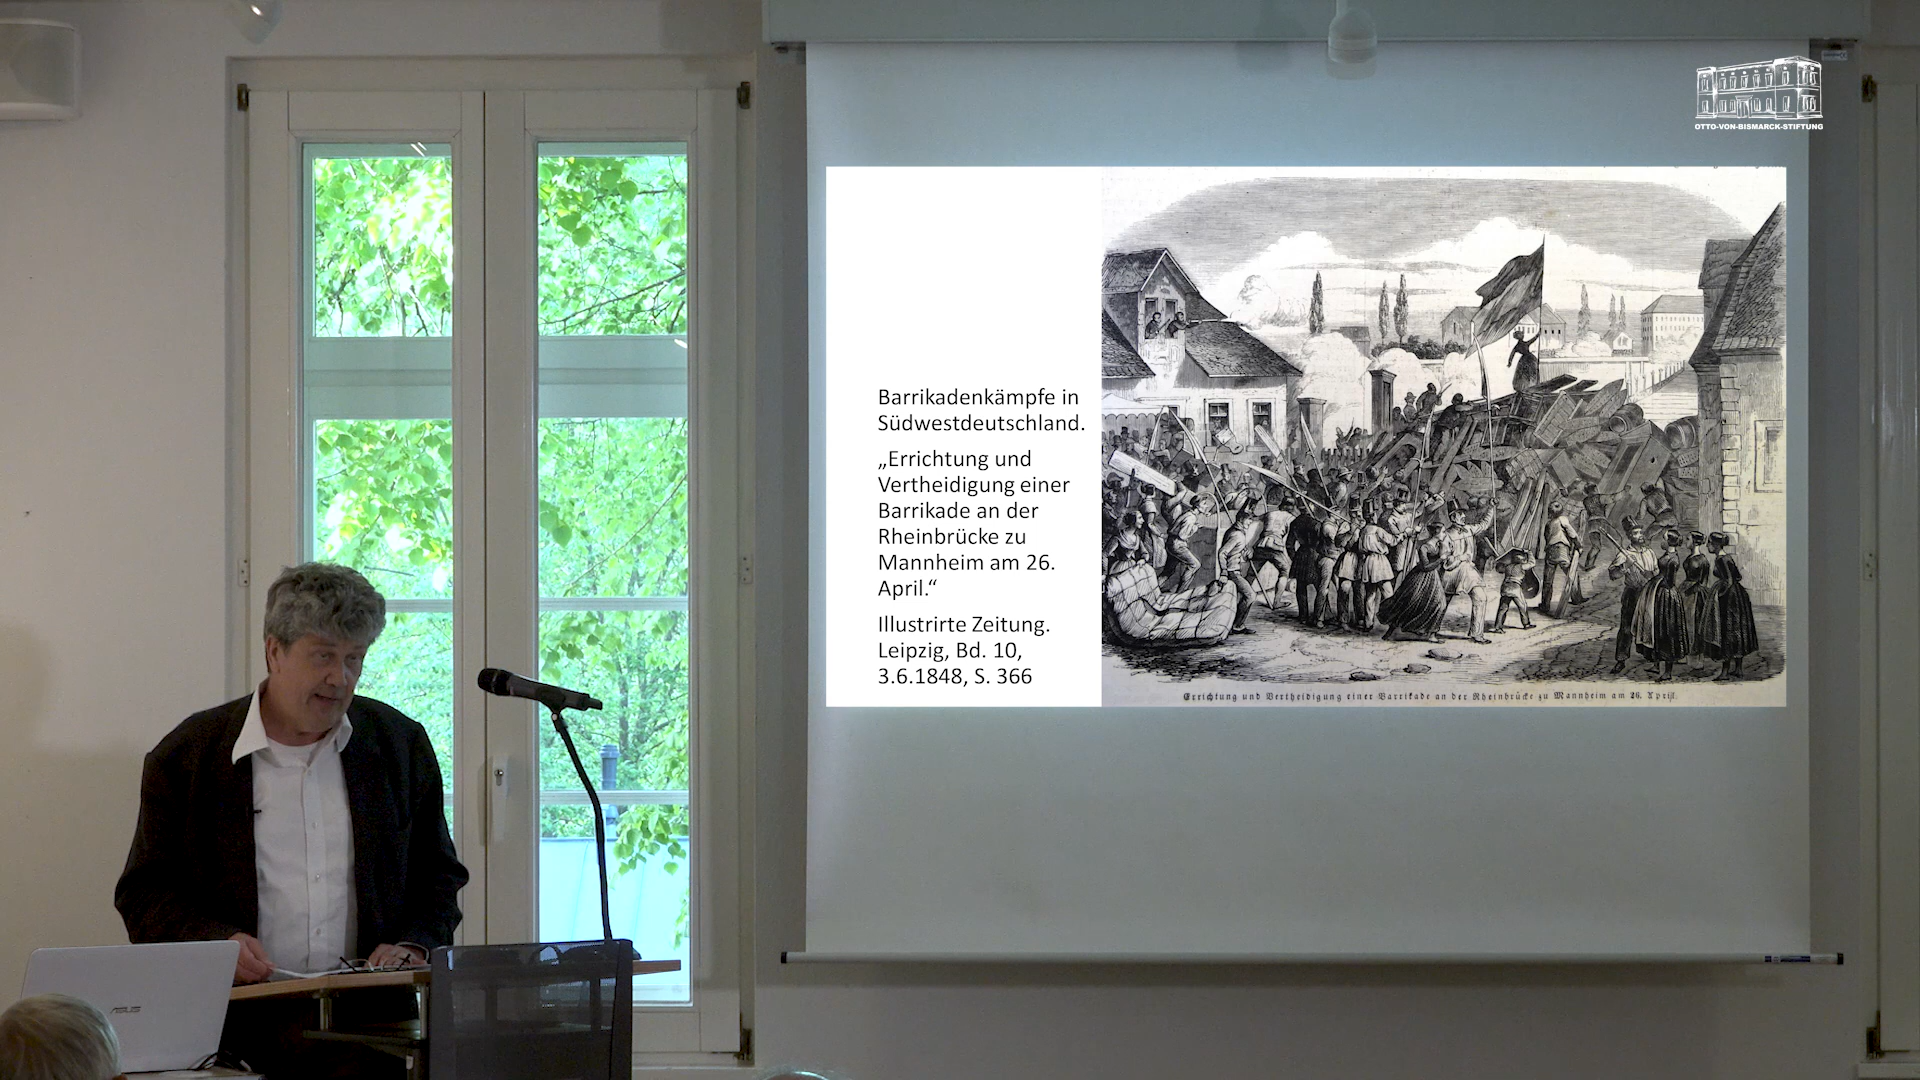 OTTO-VON-BISMARCK-STIFTUNG
Barrikadenkämpfe in
Südwestdeutschland.
„Errichtung und
Vertheidigung einer
Barrikade an der
Rheinbrücke zu
Mannheim am 26.
April.“
Illustrirte Zeitung.
Leipzig, Bd. 10,
3.6.1848, S. 366
Errichtung und Vertheidigung einer Barrikade an der Rheinbrücke zu Mannheim am 26. April.
ASUS